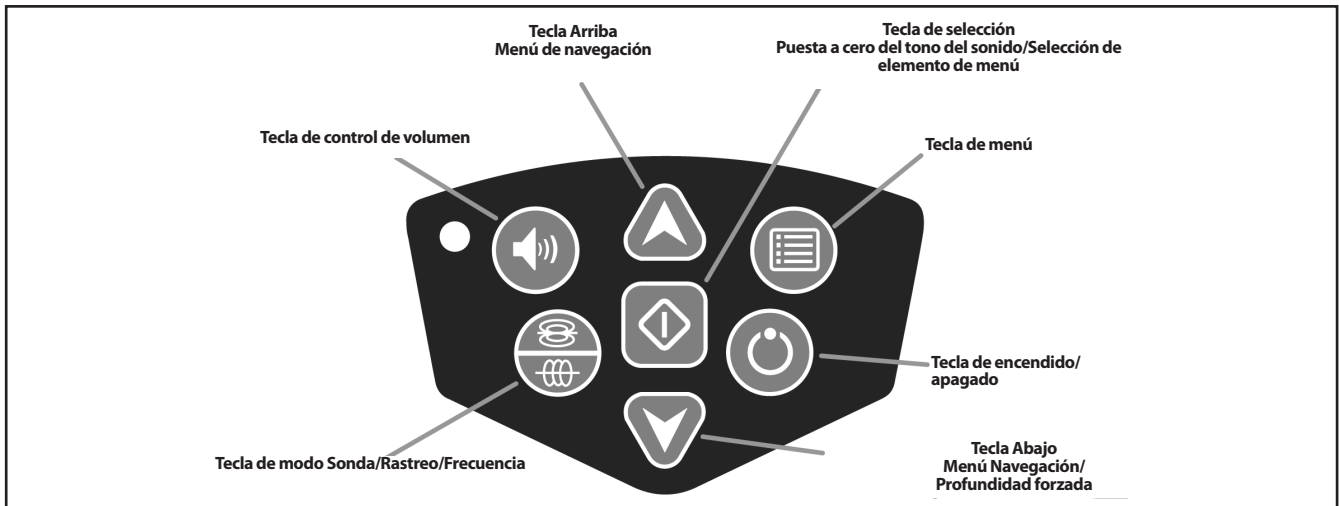 Tecla Arriba
Menú de navegación
Tecla de selección
Puesta a cero del tono del sonido/Selección de
elemento de menú
Tecla de control de volumen
Tecla de menú
Tecla de encendido/
apagado
Tecla de modo Sonda/Rastreo/Frecuencia
Tecla Abajo
Menú Navegación/
Profundidad forzada